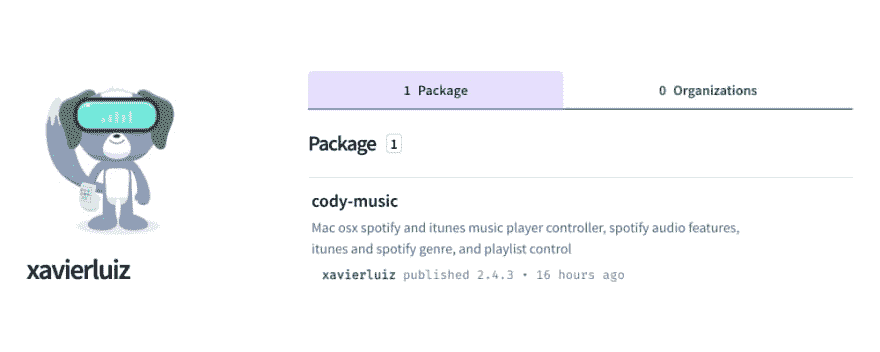 1 Package
0 Organizations
Package 1
cody-music
Mac osx spotify and itunes music player controller, spotify audio features,
itunes and spotify genre, and playlist control
xavierluiz published 2.4.3 • 16 hours ago
xavierluiz